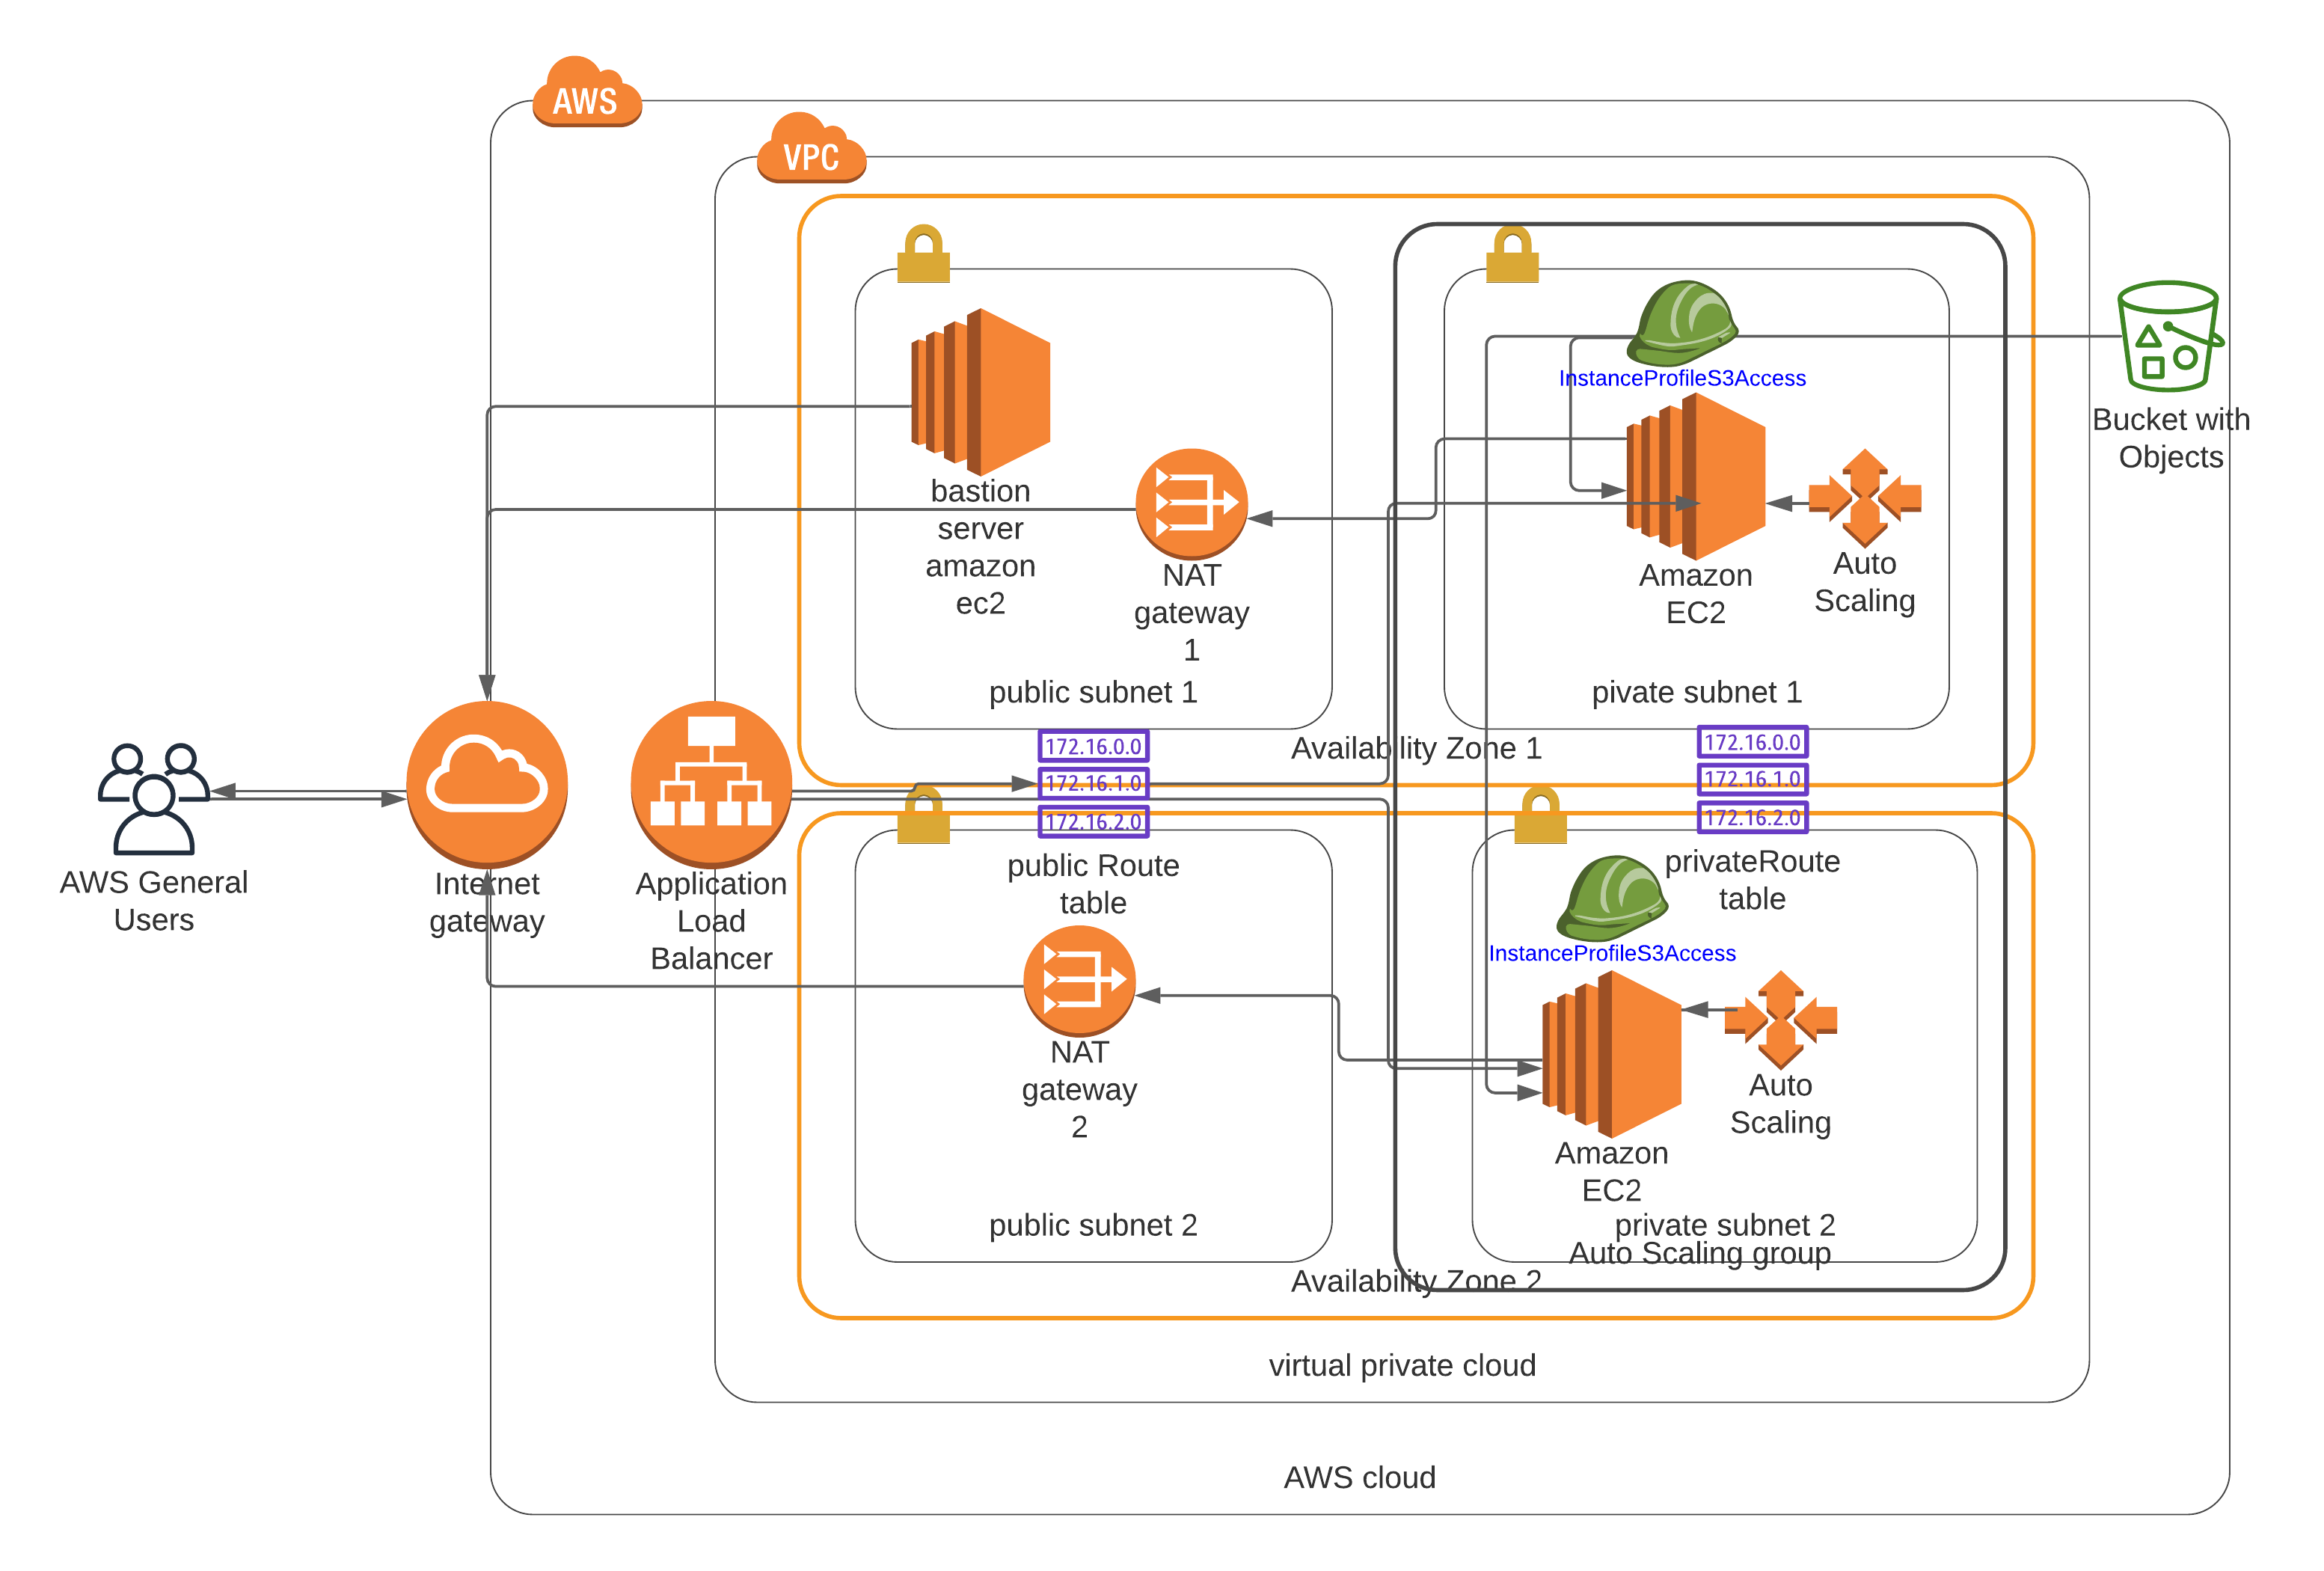 AWS
VPC
InstanceProfileS3Access
Bucket with
Objects
bastion
server
amazon
ec2
NAT
gateway
1
Amazon
EC2
Auto
Scaling
public subnet 1
pivate subnet 1
172.16.0.0
172.16.1.0
172.16.2.0
Availability Zone 1
172.16.0.0
172.16.1.0
172.16.2.0
AWS General
Users
Internet
gateway
Application
Load
Balancer
public Route
table
privateRoute
table
InstanceProfileS3Access
NAT
gateway
2
Auto
Scaling
Amazon
EC2
public subnet 2
private subnet 2
Auto Scaling group
Availability Zone 2
virtual private cloud
AWS cloud